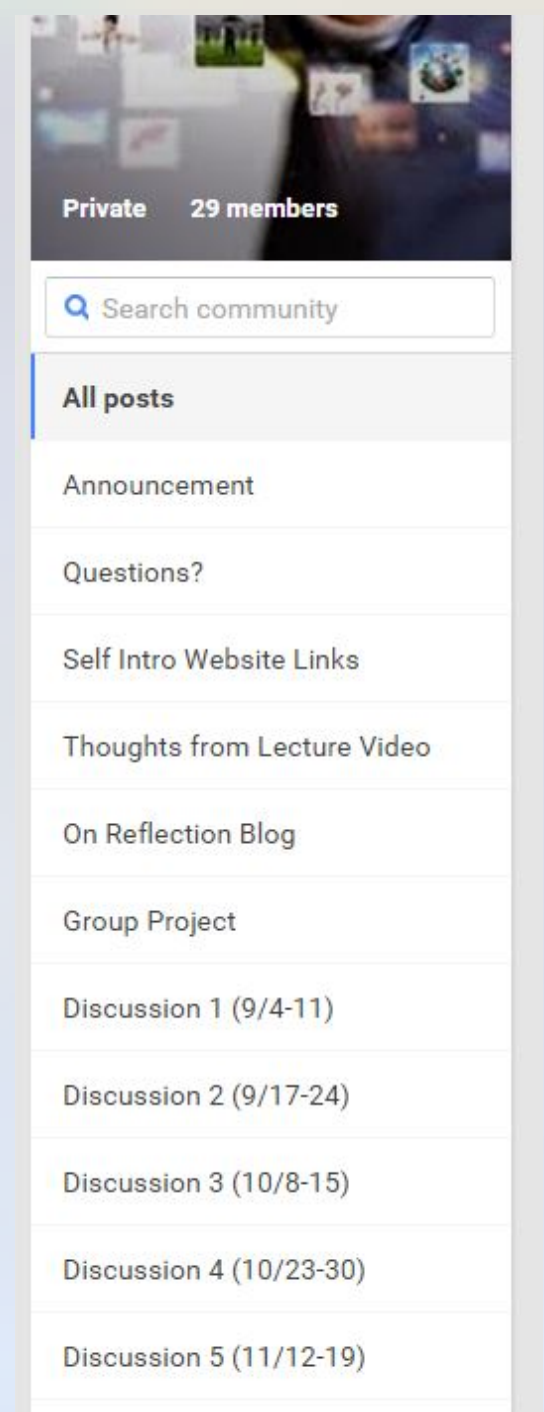 Private 29 members
Search community
All posts
Announcement
Questions?
Self Intro Website Links
Thoughts from Lecture Video
On Reflection Blog
Group Project
Discussion 1 (9/4-11)
Discussion 2 (9/17-24)
Discussion 3 (10/8-15)
Discussion 4 (10/23-30)
Discussion 5 (11/12-19)